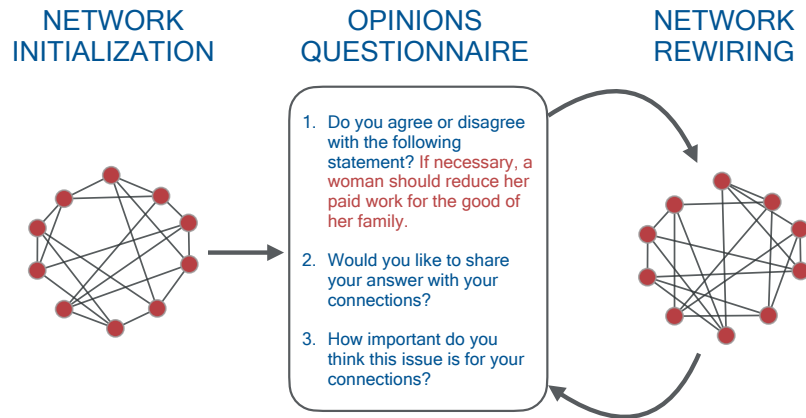 NETWORK
INITIALIZATION
OPINIONS
QUESTIONNAIRE
NETWORK
REWIRING
1. Do you agree or disagree
with the following
statement? If necessary, a
woman should reduce her
paid work for the good of
her family.
2. Would you like to share
your answer with your
connections?
3. How important do you
think this issue is for your
connections?